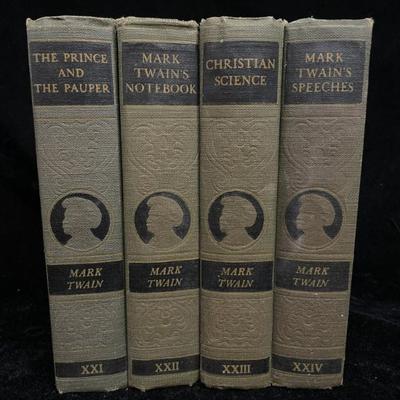 THE PRINCE
AND
THE PAUPER
MARK
TWAIN
XXI
MARK
TWAIN'S
NOTEBOOK
MARK
TWAIN
XXII
CHRISTIAN
SCIENCE
MARK
TWAIN
XXIII
MARK
TWAIN'S
SPEECHES
MARK
TWAIN
XXIV